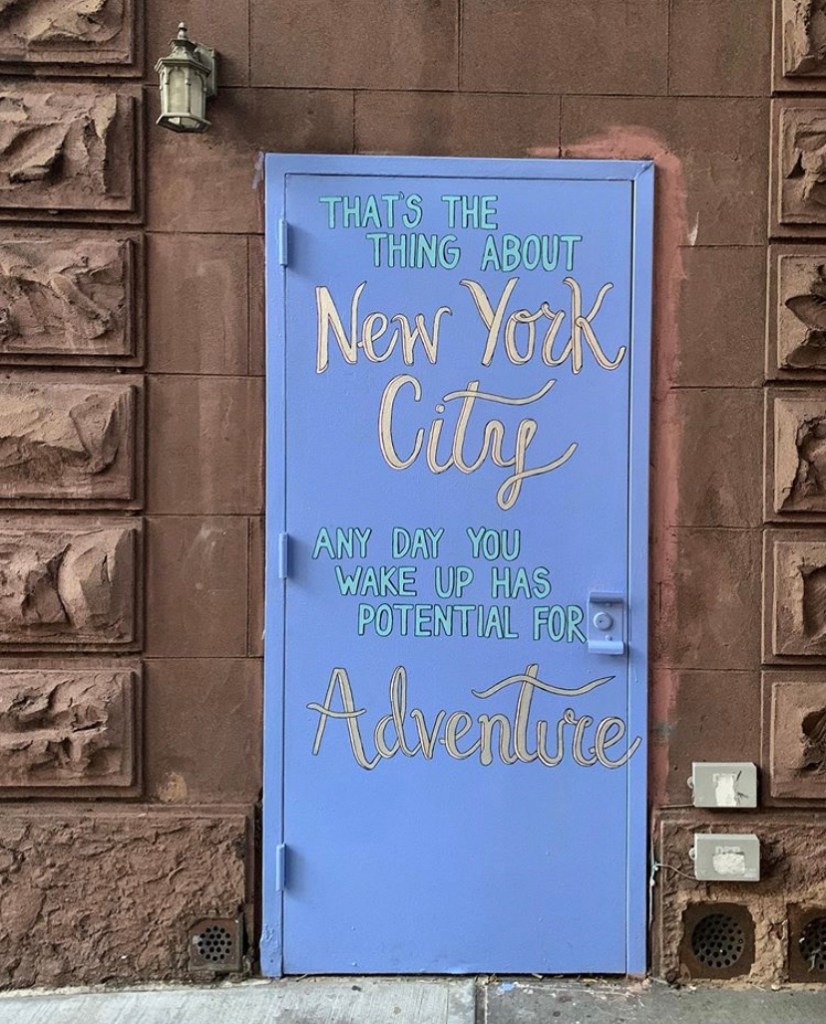 THAT'S THE
THING ABOUT
New York
City
ANY DAY YOU
WAKE UP HAS
POTENTIAL FOR
Adventure